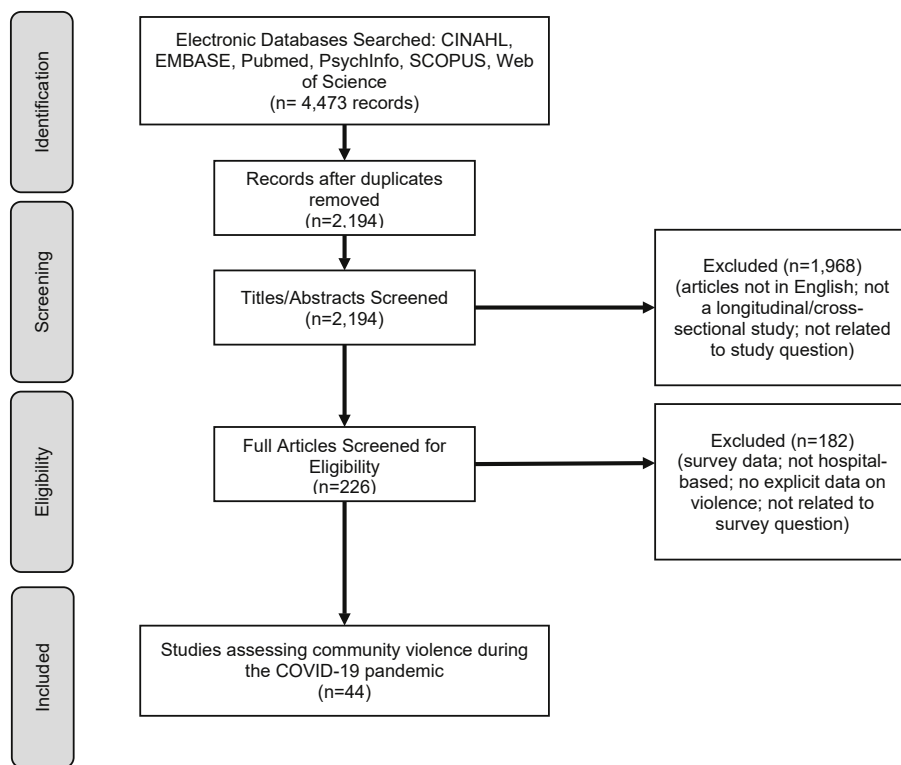 Identification
Electronic Databases Searched: CINAHL,
EMBASE, Pubmed, PsychInfo, SCOPUS, Web
of Science
(n= 4,473 records)
Records after duplicates
removed
(n=2,194)
Screening
Titles/Abstracts Screened
(n=2,194)
Excluded (n=1,968)
(articles not in English; not
a longitudinal/cross-
sectional study; not related
to study question)
Eligibility
Full Articles Screened for
Eligibility
(n=226)
Excluded (n=182)
(survey data; not hospital-
based; no explicit data on
violence; not related to
survey question)
Included
Studies assessing community violence during
the COVID-19 pandemic
(n=44)